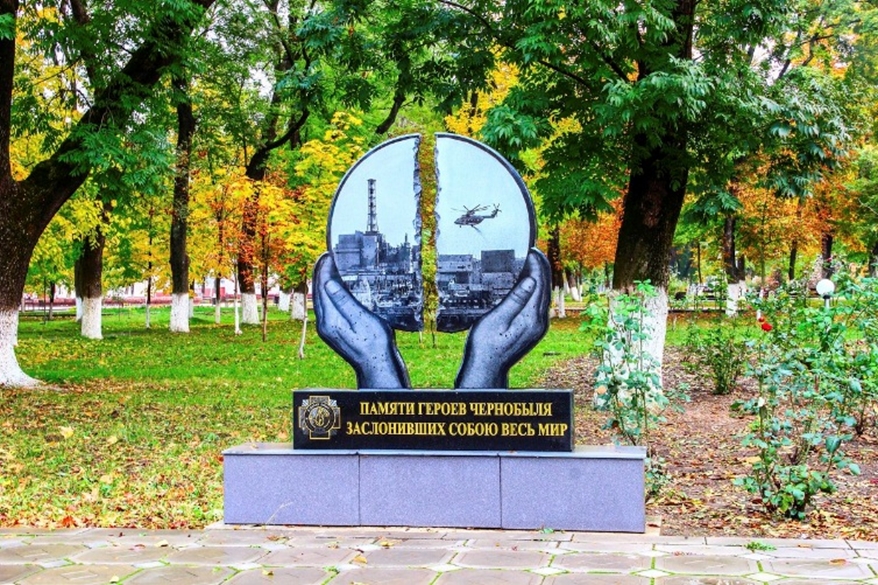 ПАМЯТИ ГЕРОЕВ ЧЕРНОБЫЛЯ
ЗАСЛОНИВШИХ СОБОЮ ВЕСЬ МИР